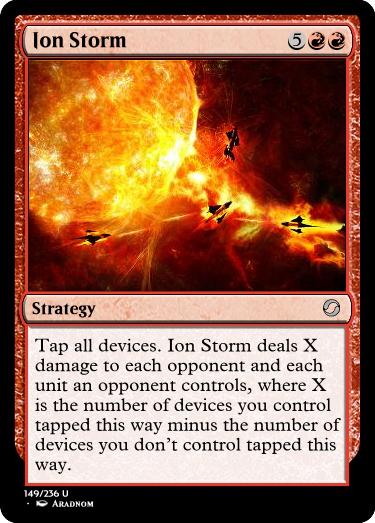 Ion Storm 5
Strategy
Tap all devices. Ion Storm deals X
damage to each opponent and each
unit an opponent controls, where X
is the number of devices you control
tapped this way minus the number of
devices you don't control tapped this
way.
149/236 U
· Aradnom